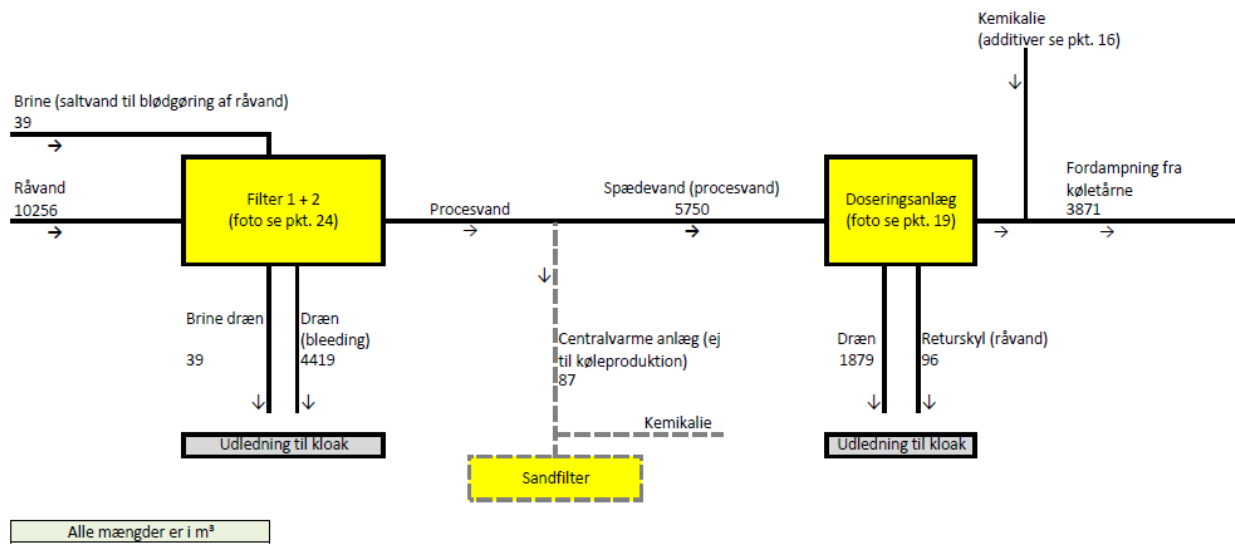 Kemikalie
(additiver se pkt. 16)
Brine (saltvand til blødgøring af råvand)
39
Råvand
10256
Filter 1 + 2
(foto se pkt. 24)
Procesvand
Spædevand (procesvand)
5750
Doseringsanlæg
(foto se pkt. 19)
Fordampning fra
køletårne
3871
Brine dræn
39
Dræn
(bleeding)
4419
Centralvarme anlæg (ej
til køleproduktion)
87
Dræn
1879
Returskyl (råvand)
96
Kemikalie
Udledning til kloak
Udledning til kloak
Sandfilter
Alle mængder er i m³